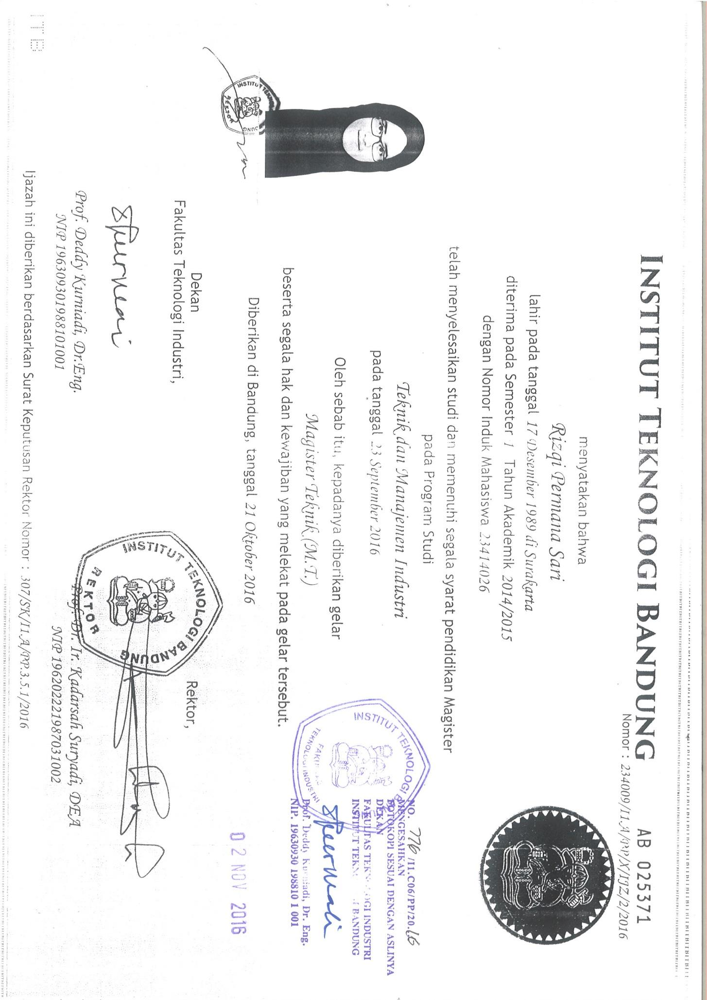 INSTITUT TEKNOLOGI BANDUNG
AB 025371
Nomor : 234009/I1.A/PP/X/IJZ/2/2016
menyatakan bahwa
Rizqi Permana Sari
lahir pada tanggal 17 Desember 1989 di Surakarta
diterima pada Semester 1 Tahun Akademik 2014/2015
dengan Nomor Induk Mahasiswa 23414026
telah menyelesaikan studi dan memenuhi segala syarat pendidikan Magister
pada Program Studi
Teknik dan Manajemen Industri
pada tanggal 23 September 2016
Oleh sebab itu, kepadanya diberikan gelar
Magister Teknik (M.T.)
beserta segala hak dan kewajiban yang melekat pada gelar tersebut.
Diberikan di Bandung, tanggal 21 Oktober 2016
Dekan
Fakultas Teknologi Industri,
Prof. Deddy Kurniadi, Dr.Eng.
NIP 196309301988101001
Rektor,
INSTITUT TEKNOLOGI BANDUNG
REKTOR
Prof. Dr. Ir. Kadarsah Suryadi, DEA
NIP 196202221987031002
INSTITUT TEKNOLOGI BANDUNG
REKTOR
INSTITUT TEKNOLOGI B
TEKNOLOGI INDUSTRI
NO. 776 /I1.C06/PP/20.16
MENGESAHKAN
FOTOKOPI SESUAI DENGAN ASLINYA
DEKAN
FAKULTAS TEKNOLOGI INDUSTRI
INSTITUT TEKNOLOGI BANDUNG
Prof. Deddy Kurniadi, Dr. Eng.
NIP. 19630930 198810 1 001
02 NOV 2016
Ijazah ini diberikan berdasarkan Surat Keputusan Rektor Nomor : 307/SK/I1.A/PP.3.5.1/2016
ITB